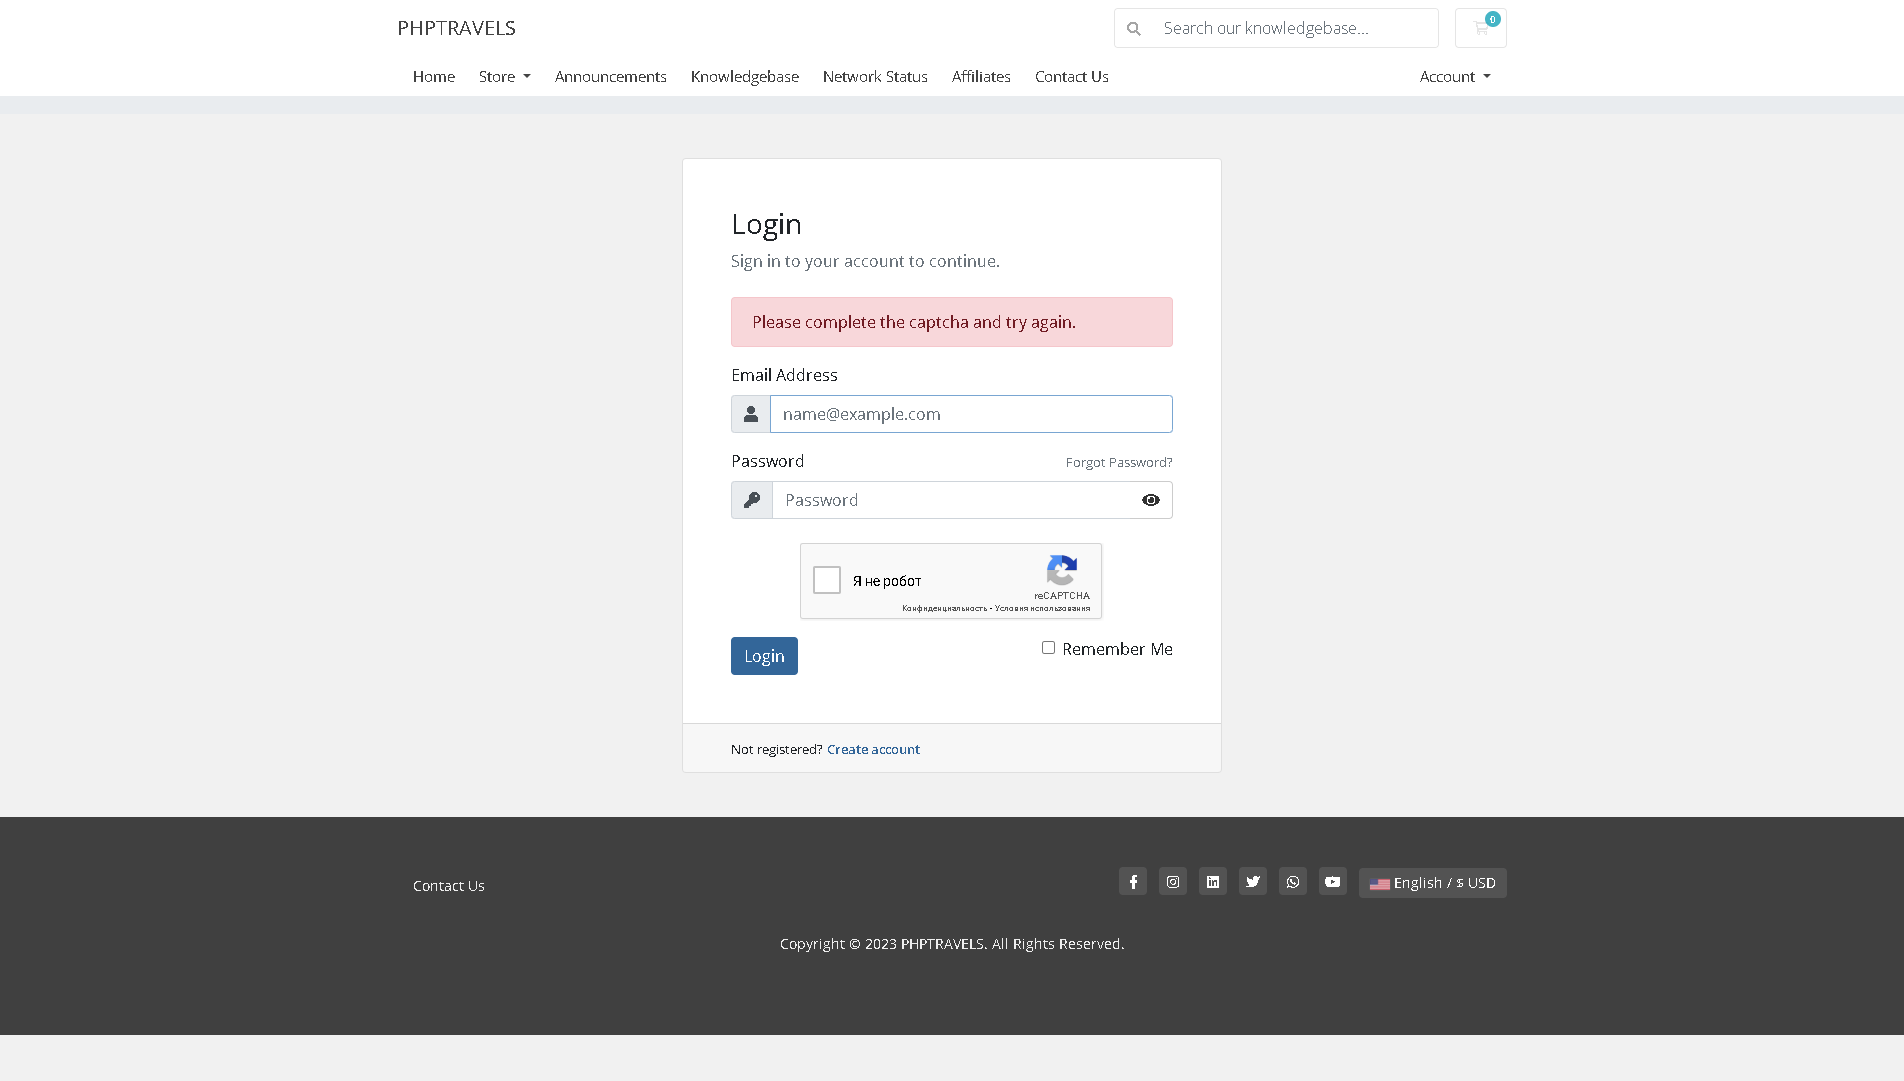 PHPTRAVELS
Search our knowledgebase...
0
Home Store Announcements Knowledgebase Network Status Affiliates Contact Us Account
Login
Sign in to your account to continue.
Please complete the captcha and try again.
Email Address
name@example.com
Password Forgot Password?
Password
Я не робот
reCAPTCHA
Конфиденциальность - Условия использования
Login Remember Me
Not registered? Create account
Contact Us English / $ USD
Copyright © 2023 PHPTRAVELS. All Rights Reserved.